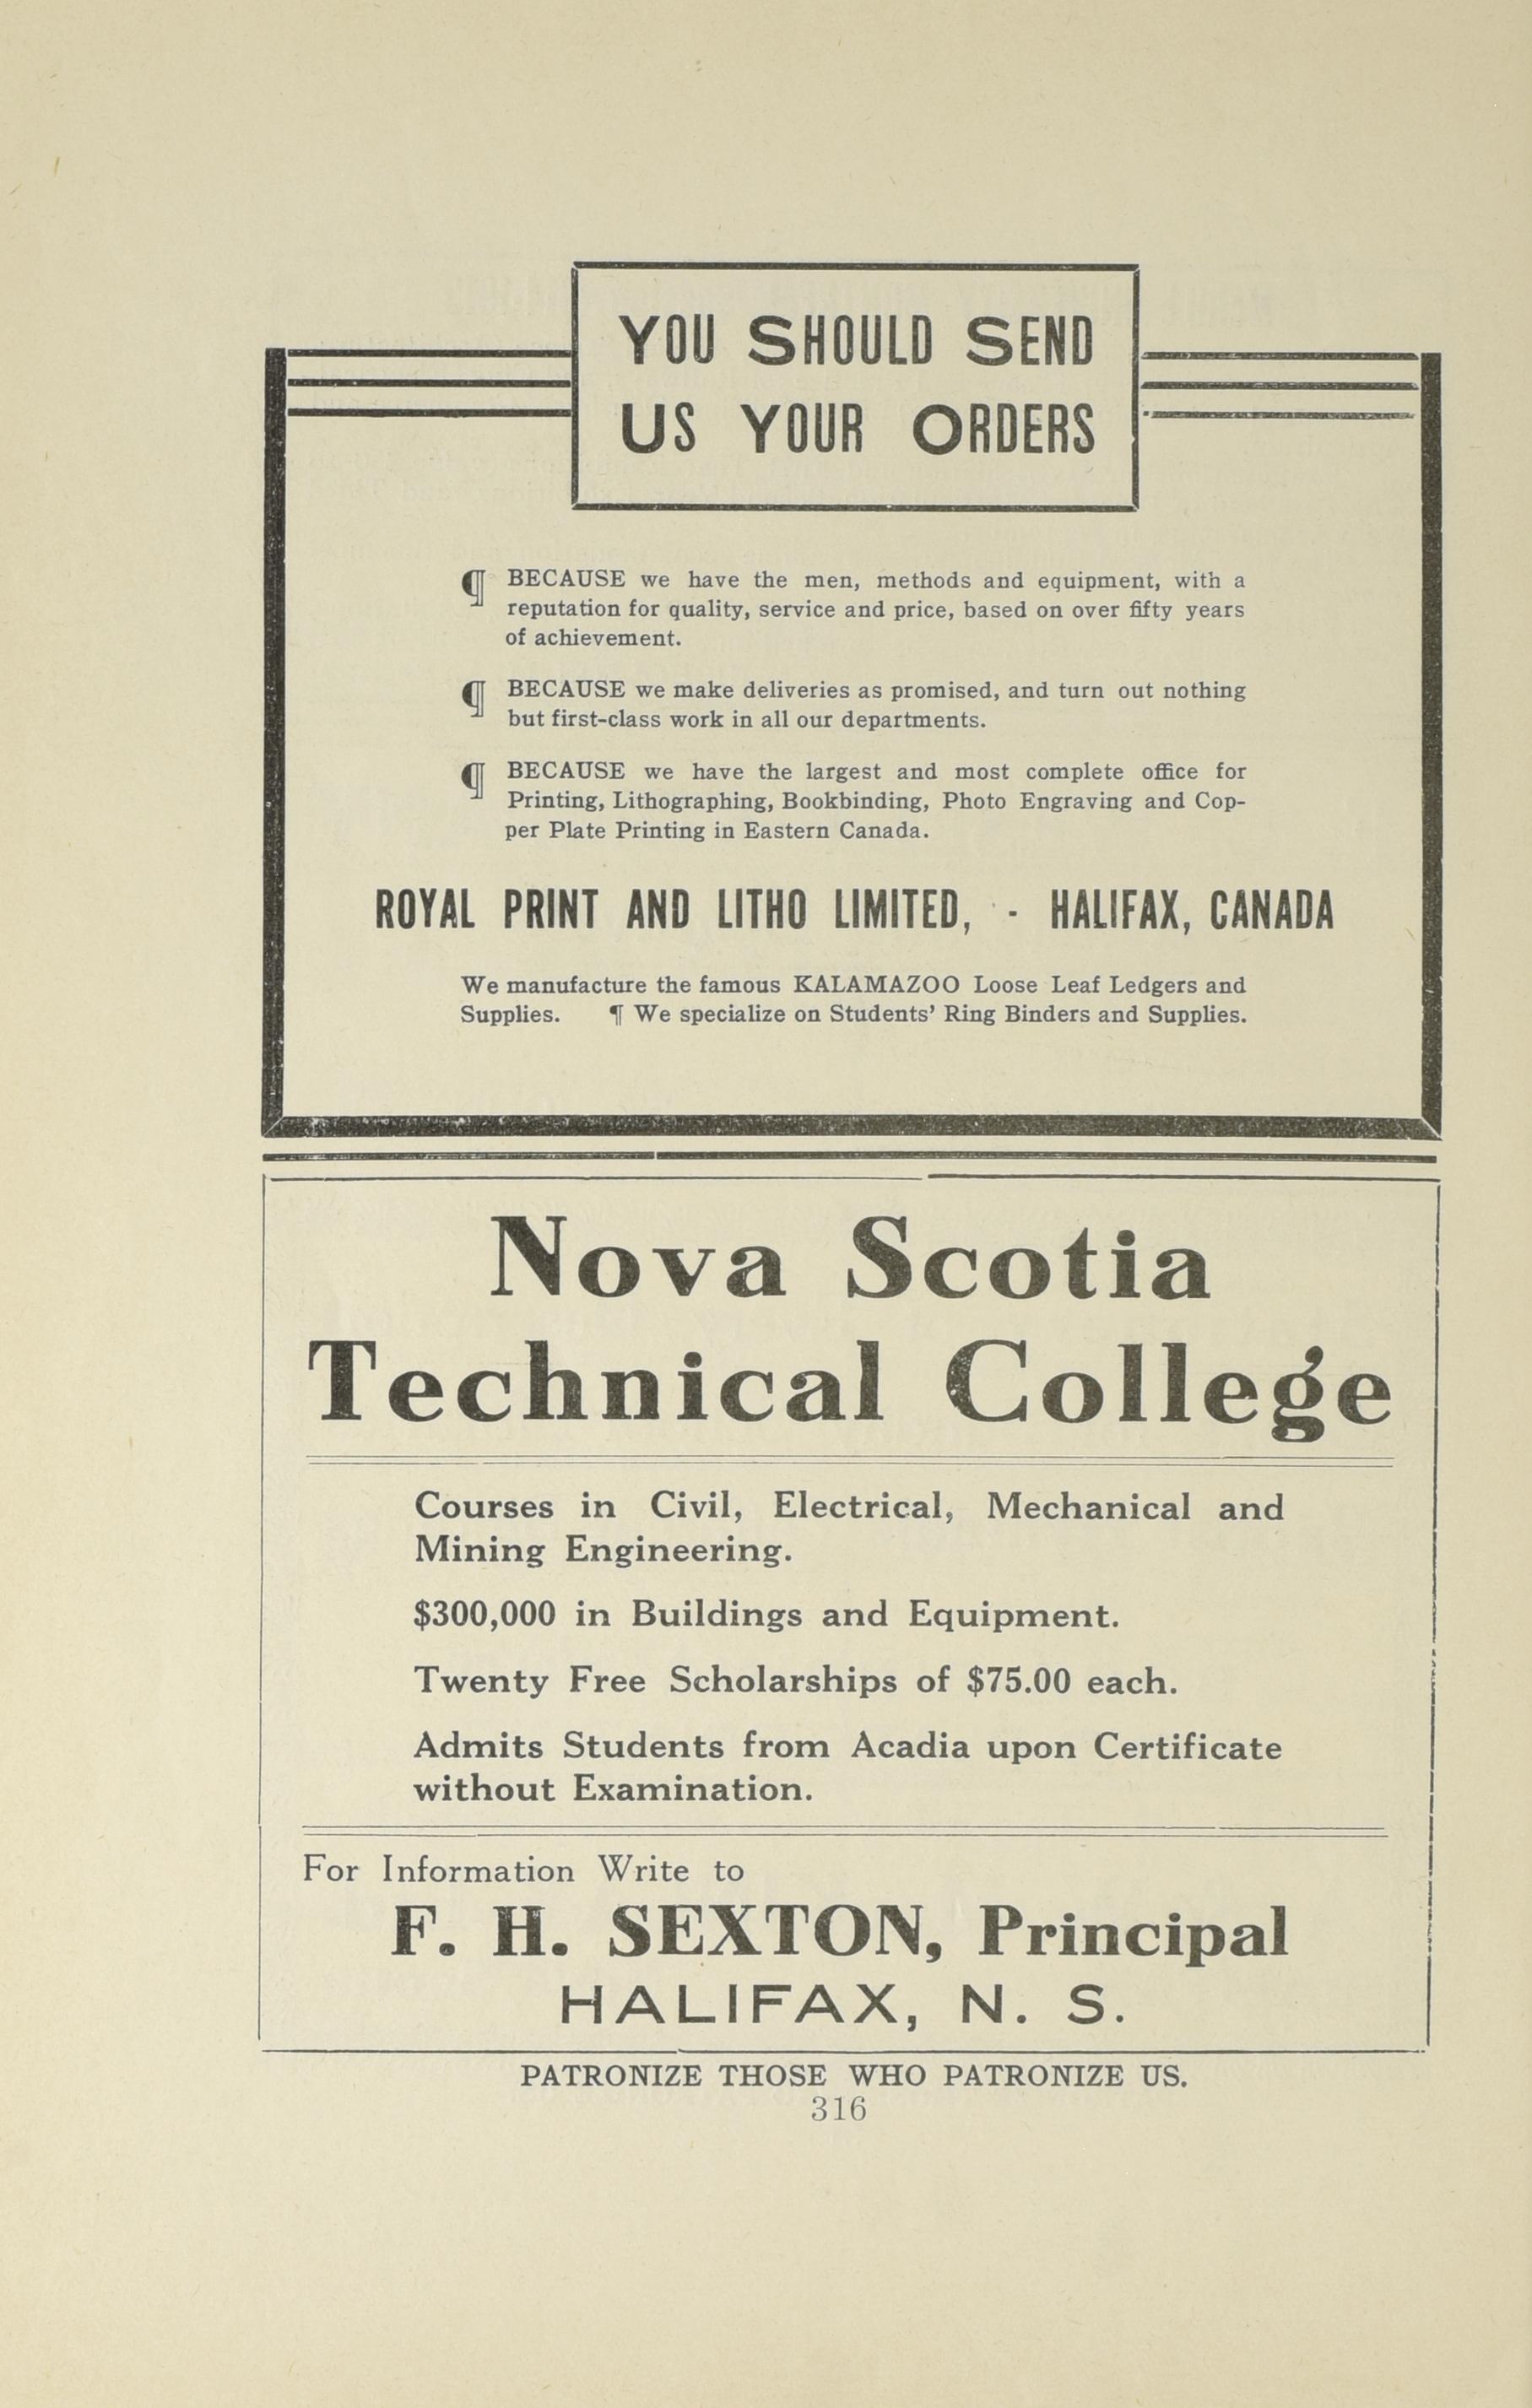 YOU SHOULD SEND
US YOUR ORDERS
¶ BECAUSE we have the men, methods and equipment, with a
reputation for quality, service and price, based on over fifty years
of achievement.
¶ BECAUSE we make deliveries as promised, and turn out nothing
but first-class work in all our departments.
¶ BECAUSE we have the largest and most complete office for
Printing, Lithographing, Bookbinding, Photo Engraving and Cop-
per Plate Printing in Eastern Canada.
ROYAL PRINT AND LITHO LIMITED, - HALIFAX, CANADA
We manufacture the famous KALAMAZOO Loose Leaf Ledgers and
Supplies. ¶ We specialize on Students' Ring Binders and Supplies.
Nova Scotia
Technical College
Courses in Civil, Electrical, Mechanical and
Mining Engineering.
$300,000 in Buildings and Equipment.
Twenty Free Scholarships of $75.00 each.
Admits Students from Acadia upon Certificate
without Examination.
For Information Write to
F. H. SEXTON, Principal
HALIFAX, N. S.
PATRONIZE THOSE WHO PATRONIZE US.
316